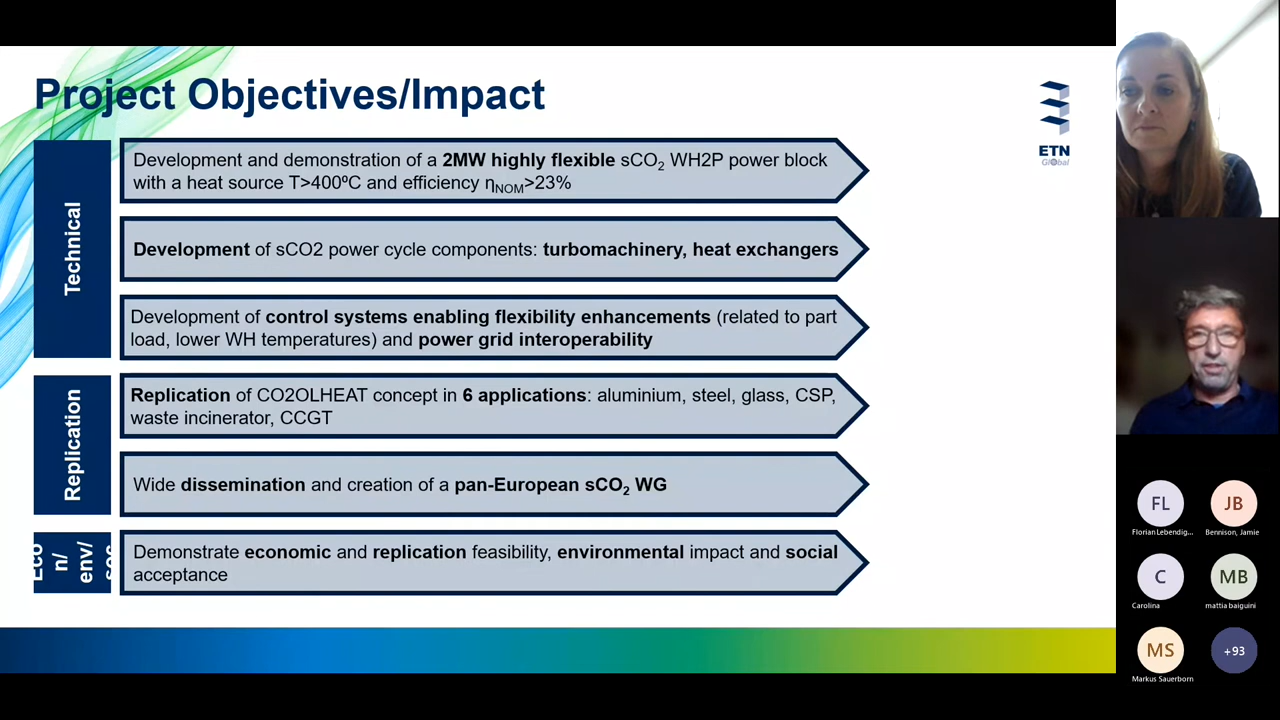 Project Objectives/Impact
ETN
Global
Technical
Development and demonstration of a 2MW highly flexible sCO2 WH2P power block
with a heat source T>400ºC and efficiency ηNOM>23%
Development of sCO2 power cycle components: turbomachinery, heat exchangers
Development of control systems enabling flexibility enhancements (related to part
load, lower WH temperatures) and power grid interoperability
Replication
Replication of CO2OLHEAT concept in 6 applications: aluminium, steel, glass, CSP,
waste incinerator, CCGT
Wide dissemination and creation of a pan-European sCO2 WG
Eco
n/
env/
soc
Demonstrate economic and replication feasibility, environmental impact and social
acceptance
FL
JB
Florian Lebendig...
Bennison, Jamie
C
MB
Carolina
mattia baiguini
MS
+93
Markus Sauerborn